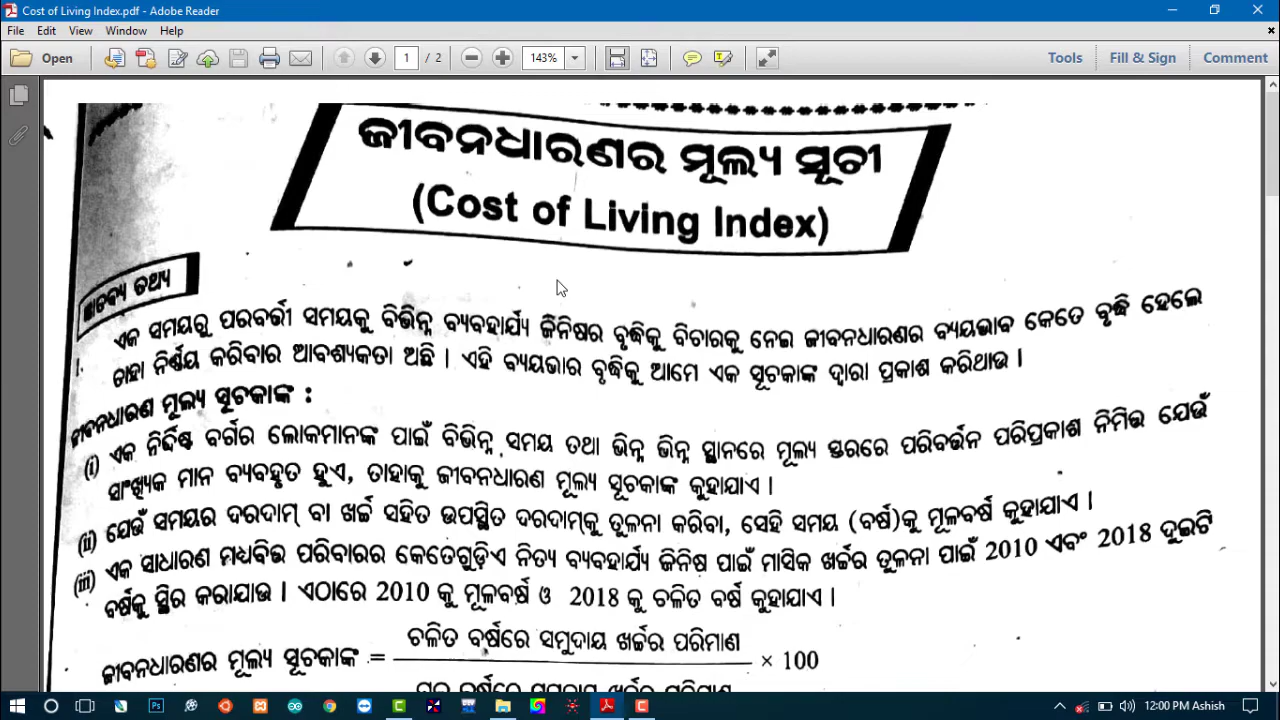 Cost of Living Index.pdf - Adobe Reader
File Edit View Window Help
Open 1 / 2 143% Tools Fill & Sign Comment
ଜୀବନଧାରଣର ମୂଲ୍ୟ ସୂଚୀ
(Cost of Living Index)
ଜ୍ଞାତବ୍ୟ ତଥ୍ୟ
ଏକ ସମୟରୁ ପରବର୍ତ୍ତୀ ସମୟକୁ ବିଭିନ୍ନ ବ୍ୟବହାର୍ଯ୍ୟ ଜିନିଷର ବୃଦ୍ଧିକୁ ବିଚାରକୁ ନେଇ ଜୀବନଧାରଣର ବ୍ୟୟଭାବ କେତେ ବୃଦ୍ଧି ହେଲେ
ତାହା ନିର୍ଣ୍ଣୟ କରିବାର ଆବଶ୍ୟକତା ଅଛି । ଏହି ବ୍ୟୟଭାର ବୃଦ୍ଧିକୁ ଆମେ ଏକ ସୂଚକାଙ୍କ ଦ୍ୱାରା ପ୍ରକାଶ କରିଥାଉ ।
ଜୀବନଧାରଣ ମୂଲ୍ୟ ସୂଚକାଙ୍କ :
(i) ଏକ ନିର୍ଦ୍ଦିଷ୍ଟ ବର୍ଗର ଲୋକମାନଙ୍କ ପାଇଁ ବିଭିନ୍ନ ସମୟ ତଥା ଭିନ୍ନ ଭିନ୍ନ ସ୍ଥାନରେ ମୂଲ୍ୟ ସ୍ତରରେ ପରିବର୍ତ୍ତନ ପରିପ୍ରକାଶ ନିମିତ୍ତ ଯେଉଁ
ସାଂଖ୍ୟିକ ମାନ ବ୍ୟବହୃତ ହୁଏ, ତାହାକୁ ଜୀବନଧାରଣ ମୂଲ୍ୟ ସୂଚକାଙ୍କ କୁହାଯାଏ ।
(ii) ଯେଉଁ ସମୟର ଦରଦାମ୍ ବା ଖର୍ଚ୍ଚ ସହିତ ଉପସ୍ଥିତ ଦରଦାମ୍‌କୁ ତୁଳନା କରିବା, ସେହି ସମୟ (ବର୍ଷ)କୁ ମୂଳବର୍ଷ କୁହାଯାଏ ।
(iii) ଏକ ସାଧାରଣ ମଧ୍ୟବିତ୍ତ ପରିବାରର କେତେଗୁଡ଼ିଏ ନିତ୍ୟ ବ୍ୟବହାର୍ଯ୍ୟ ଜିନିଷ ପାଇଁ ମାସିକ ଖର୍ଚ୍ଚର ତୁଳନା ପାଇଁ 2010 ଏବଂ 2018 ଦୁଇଟି
ବର୍ଷକୁ ସ୍ଥିର କରାଯାଉ । ଏଠାରେ 2010 କୁ ମୂଳବର୍ଷ ଓ 2018 କୁ ଚଳିତ ବର୍ଷ କୁହାଯାଏ ।
ଚଳିତ ବର୍ଷରେ ସମୁଦାୟ ଖର୍ଚ୍ଚର ପରିମାଣ
ଜୀବନଧାରଣର ମୂଲ୍ୟ ସୂଚକାଙ୍କ = × 100
12:00 PM Ashish